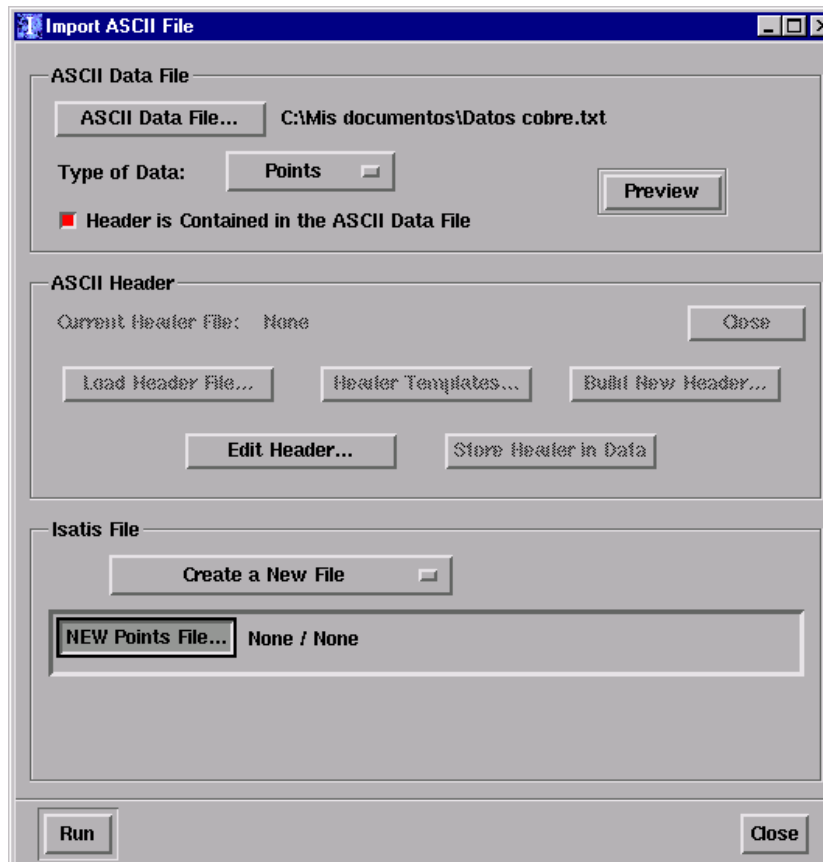 Import ASCII File
ASCII Data File
ASCII Data File... C:\Mis documentos\Datos cobre.txt
Type of Data: Points
Preview
Header is Contained in the ASCII Data File
ASCII Header
Current Header File: None Close
Load Header File... Header Templates... Build New Header...
Edit Header... Store Header in Data
Isatis File
Create a New File
NEW Points File... None / None
Run Close